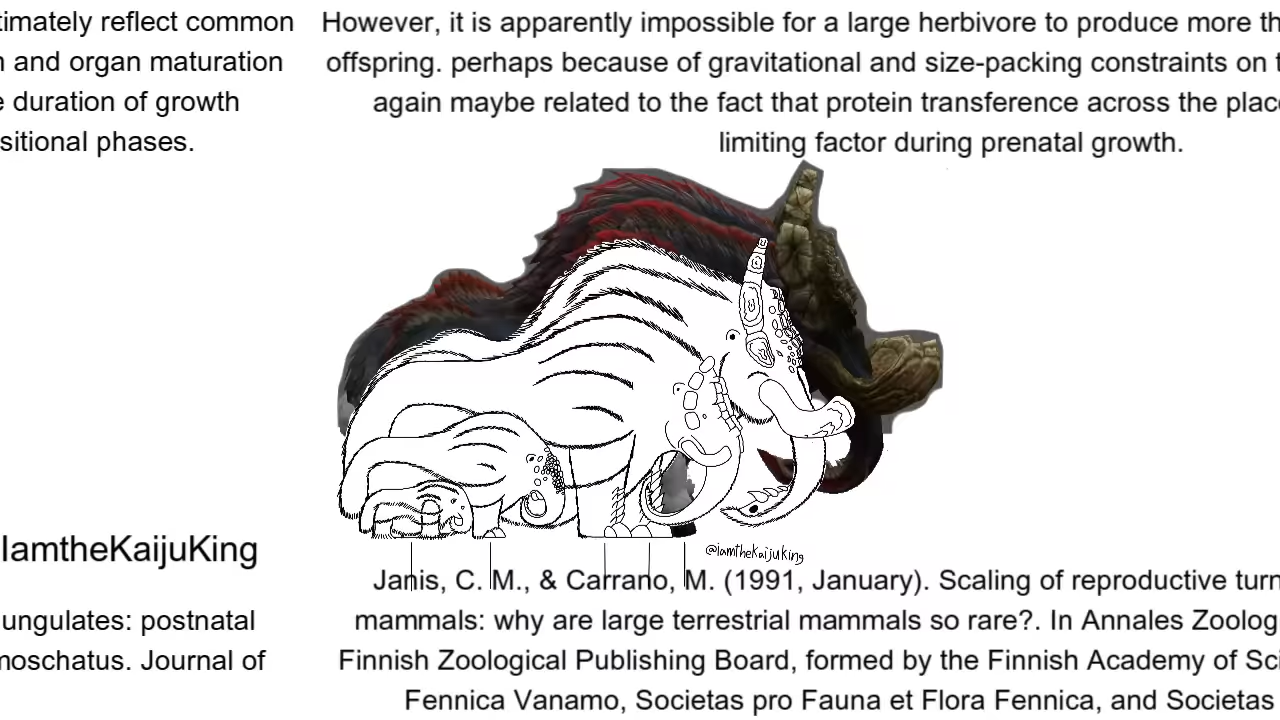 timately reflect common
and organ maturation
duration of growth
sitional phases.
However, it is apparently impossible for a large herbivore to produce more
offspring. perhaps because of gravitational and size-packing constraints on
again maybe related to the fact that protein transference across the
limiting factor during prenatal growth.
@iamtheKaijuKing
IamtheKaijuKing
ungulates: postnatal
moschatus. Journal of
Janis, C. M., & Carrano, M. (1991, January). Scaling of reproductive turn
mammals: why are large terrestrial mammals so rare?. In Annales Zoolog
Finnish Zoological Publishing Board, formed by the Finnish Academy of Sci
Fennica Vanamo, Societas pro Fauna et Flora Fennica, and Societas